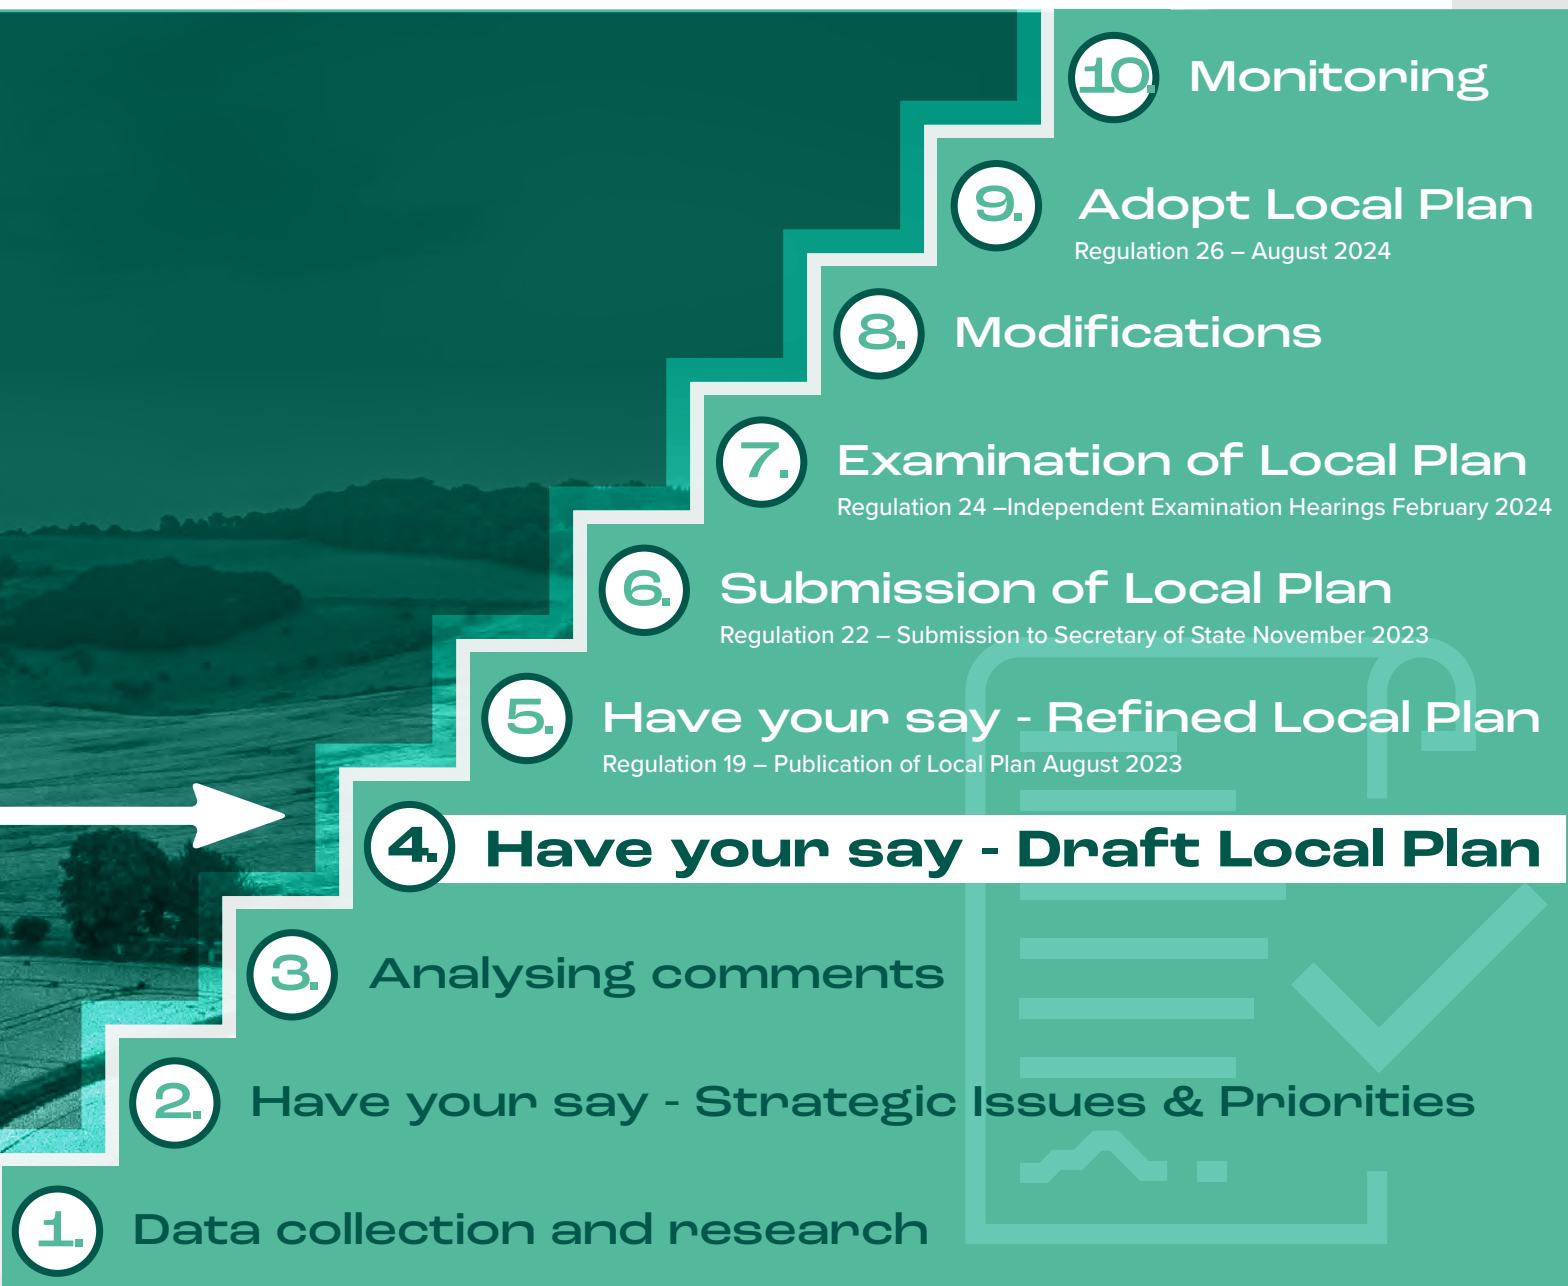 10. Monitoring
9. Adopt Local Plan
Regulation 26 – August 2024
8. Modifications
7. Examination of Local Plan
Regulation 24 –Independent Examination Hearings February 2024
6. Submission of Local Plan
Regulation 22 – Submission to Secretary of State November 2023
5. Have your say - Refined Local Plan
Regulation 19 – Publication of Local Plan August 2023
4. Have your say - Draft Local Plan
3. Analysing comments
2. Have your say - Strategic Issues & Priorities
1. Data collection and research